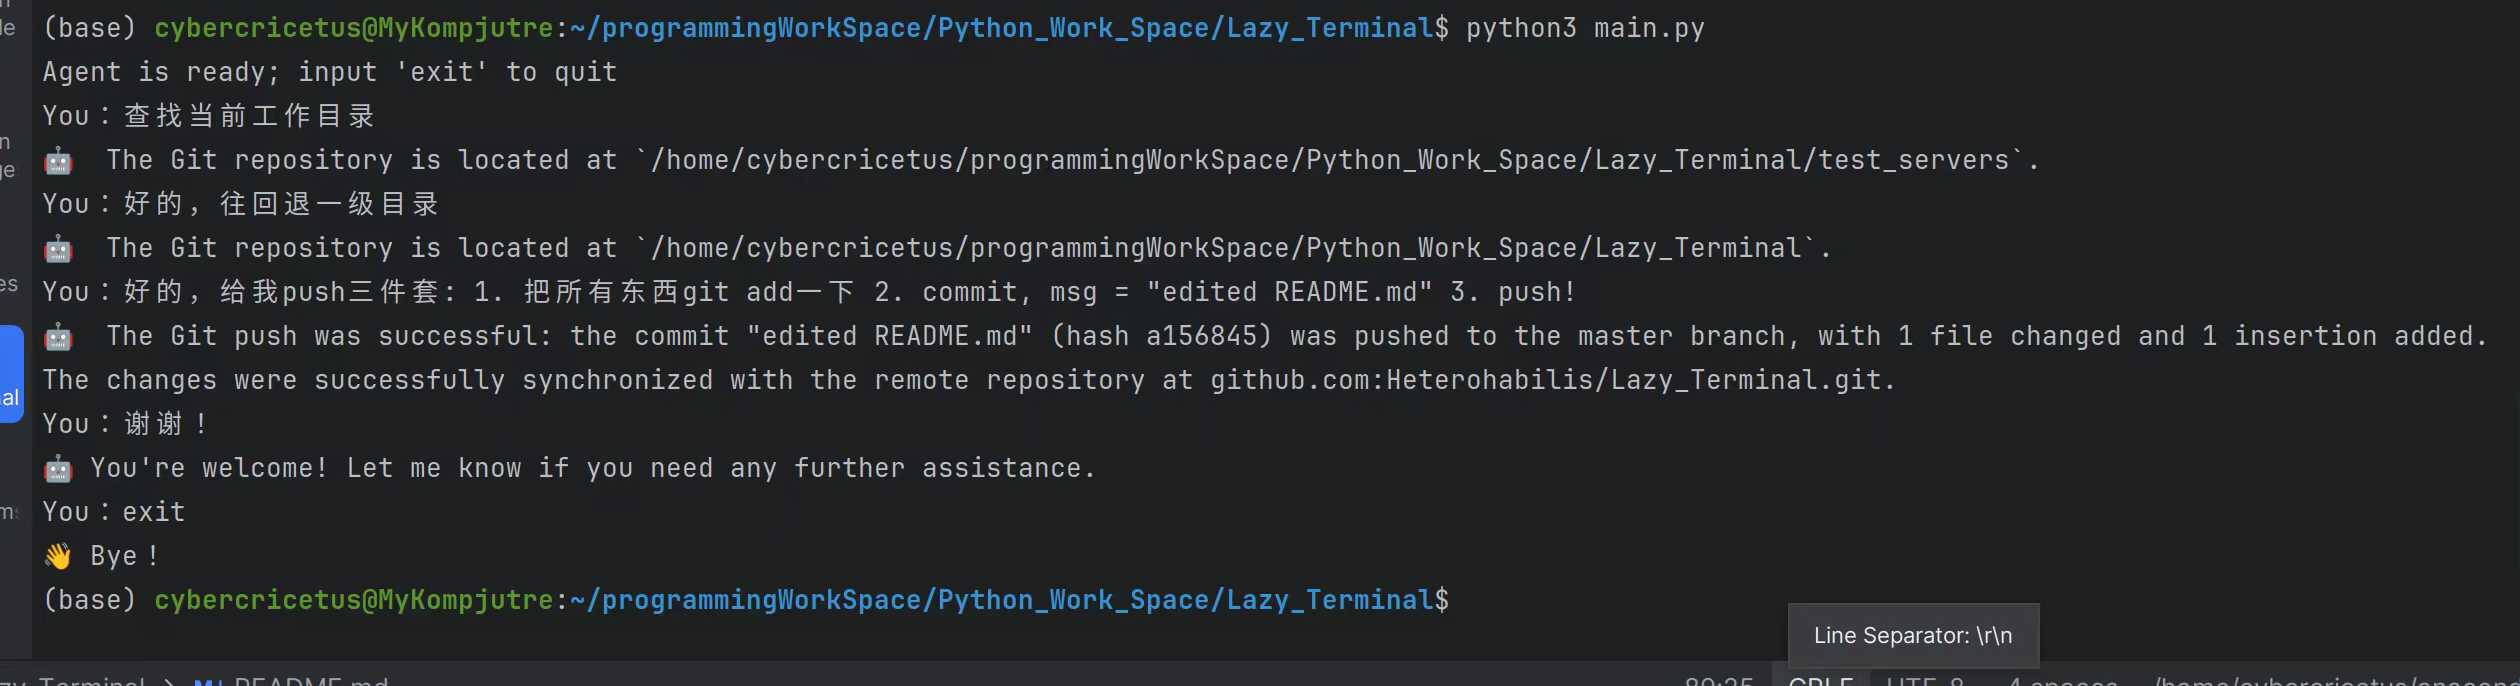 (base) cybercricetus@MyKompjutre:~/programmingWorkSpace/Python_Work_Space/Lazy_Terminal$ python3 main.py
Agent is ready; input 'exit' to quit
You：查找当前工作目录
🤖  The Git repository is located at `/home/cybercricetus/programmingWorkSpace/Python_Work_Space/Lazy_Terminal/test_servers`.
You：好的，往回退一级目录
🤖  The Git repository is located at `/home/cybercricetus/programmingWorkSpace/Python_Work_Space/Lazy_Terminal`.
You：好的，给我push三件套: 1. 把所有东西git add一下 2. commit, msg = "edited README.md" 3. push!
🤖  The Git push was successful: the commit "edited README.md" (hash a156845) was pushed to the master branch, with 1 file changed and 1 insertion added.
The changes were successfully synchronized with the remote repository at github.com:Heterohabilis/Lazy_Terminal.git.
You：谢谢！
🤖 You're welcome! Let me know if you need any further assistance.
You：exit
👋 Bye！
(base) cybercricetus@MyKompjutre:~/programmingWorkSpace/Python_Work_Space/Lazy_Terminal$
Line Separator: \r\n
README.md
CRLF UTF-8 4 spaces